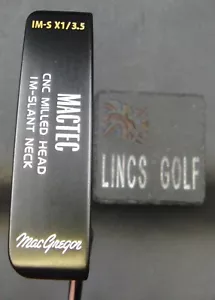 IM-S X1/3.5
MACTEC
CNC MILLED HEAD
IM-SLANT NECK
MacGregor
LINCS GOLF